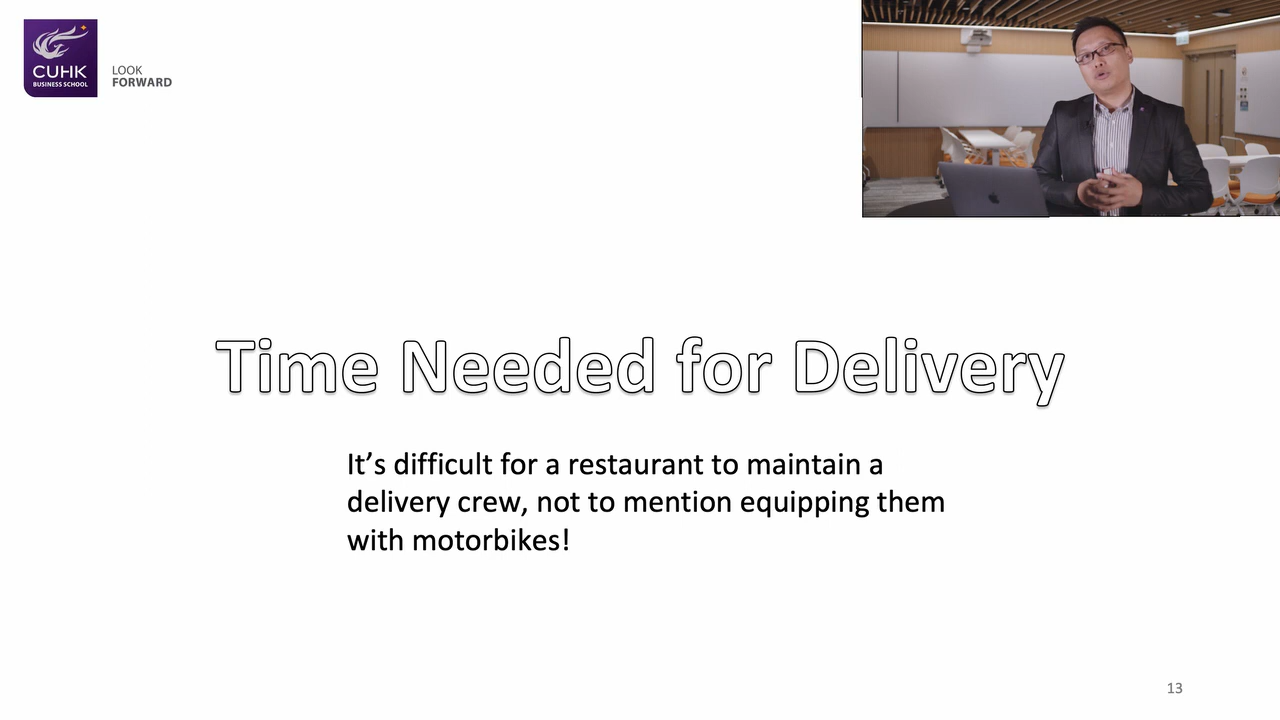 CUHK
BUSINESS SCHOOL
LOOK
FORWARD
Time Needed for Delivery
It’s difficult for a restaurant to maintain a
delivery crew, not to mention equipping them
with motorbikes!
13